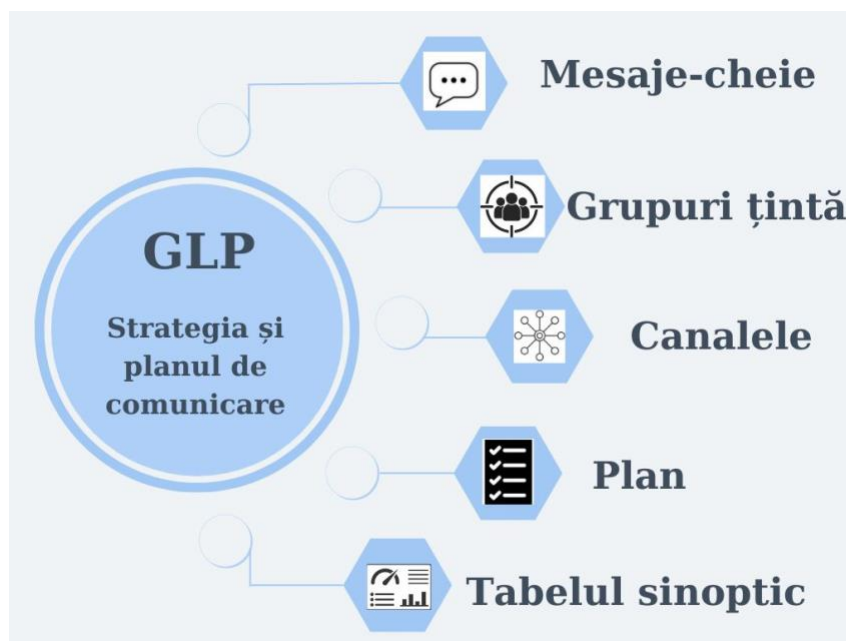 Mesaje-cheie
Grupuri țintă
GLP
Strategia și
planul de
comunicare
Canalele
Plan
Tabelul sinoptic